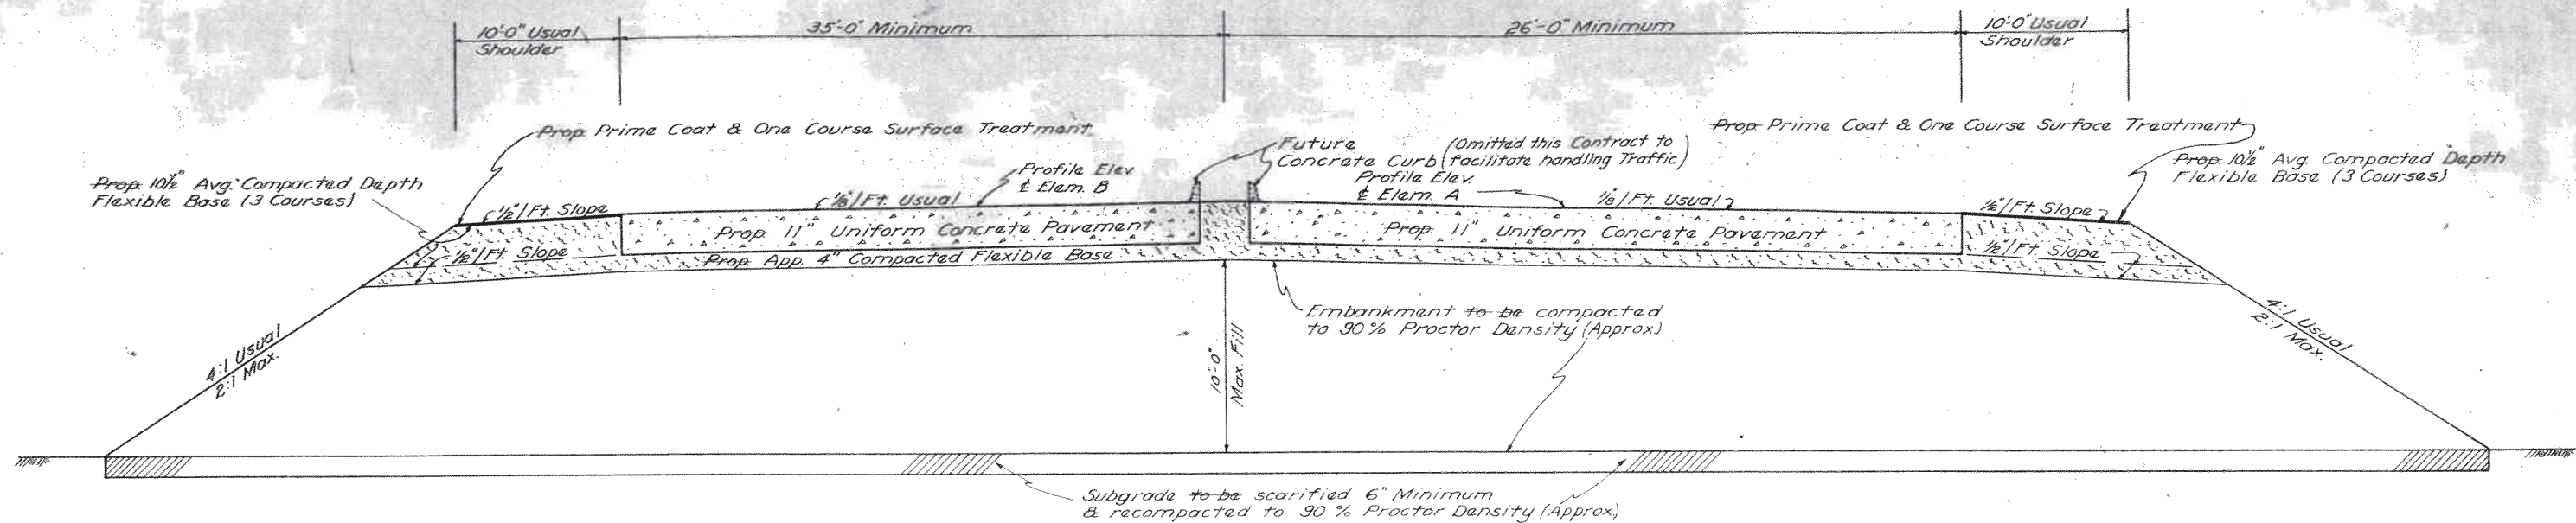 10'-0" Usual
Shoulder
35'-0" Minimum
26'-0" Minimum
10'-0" Usual
Shoulder
Prop. Prime Coat & One Course Surface Treatment
Future
Concrete Curb
(Omitted this Contract to
facilitate handling Traffic)
Prop. Prime Coat & One Course Surface Treatment
Prop. 10½" Avg. Compacted Depth
Flexible Base (3 Courses)
Profile Elev
℄ Elem. B
Profile Elev.
℄ Elem. A
Prop. 10½" Avg. Compacted Depth
Flexible Base (3 Courses)
½"/Ft. Slope
⅛"/Ft. Usual
⅛"/Ft. Usual
½"/Ft. Slope
Prop. 11" Uniform Concrete Pavement
Prop. 11" Uniform Concrete Pavement
½"/Ft. Slope
Prop. App. 4" Compacted Flexible Base
½"/Ft. Slope
Embankment to be compacted
to 90% Proctor Density (Approx)
4:1 Usual
2:1 Max.
10'-0"
Max. Fill
4:1 Usual
2:1 Max.
Subgrade to be scarified 6" Minimum
& recompacted to 90% Proctor Density (Approx)